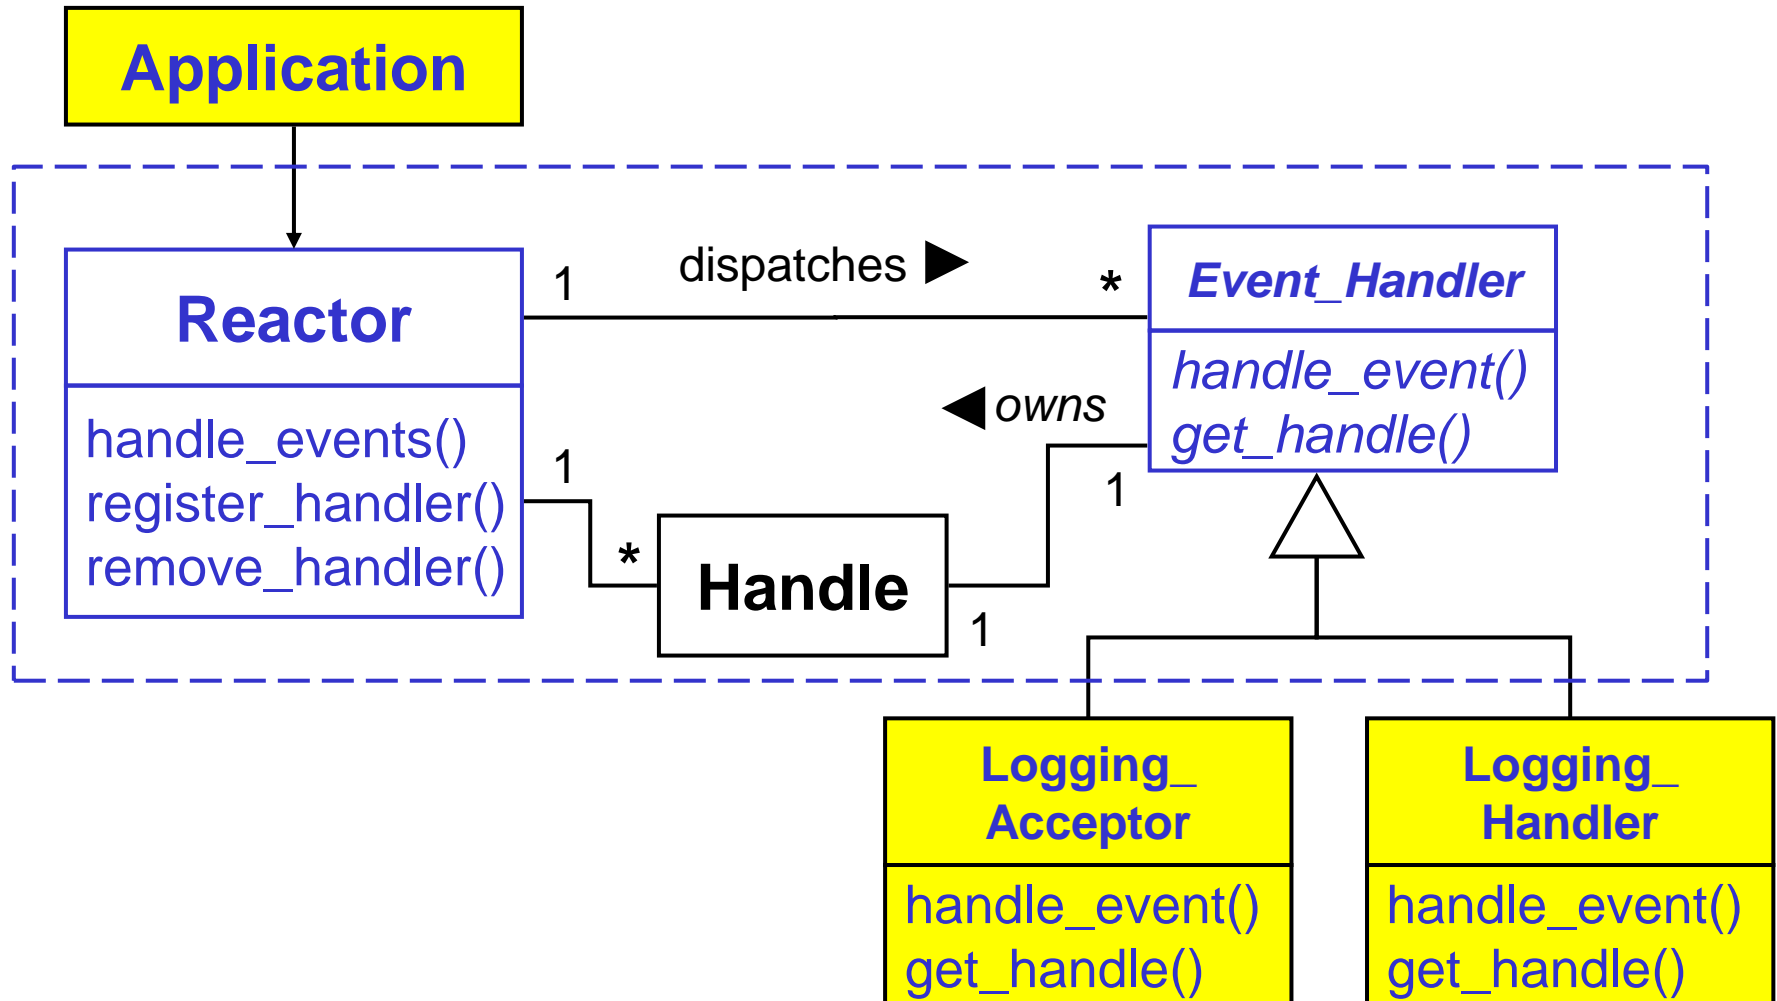 Application
Reactor
handle_events()
register_handler()
remove_handler()
1
dispatches
*
Event_Handler
handle_event()
get_handle()
owns
1
1
*
Handle
1
Logging_
Acceptor
handle_event()
get_handle()
Logging_
Handler
handle_event()
get_handle()